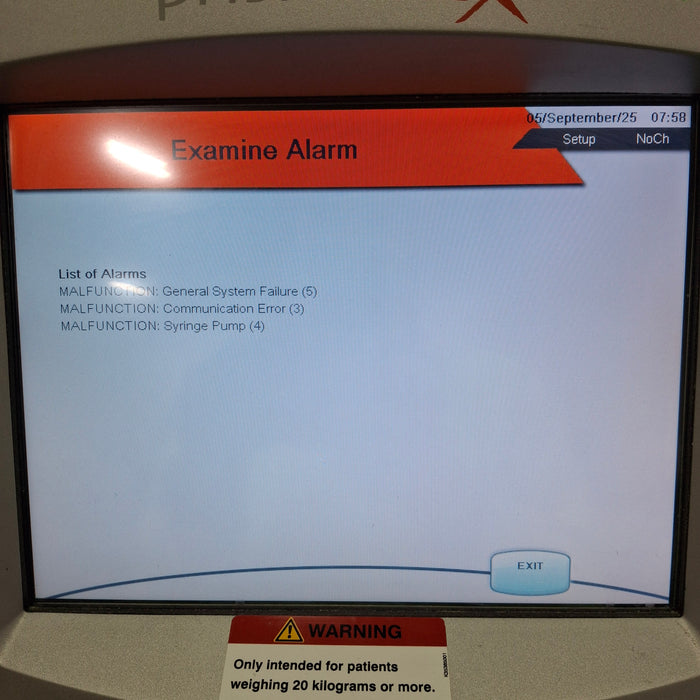 05/September/25 07:58
Examine Alarm
Setup NoCh
List of Alarms
MALFUNCTION: General System Failure (5)
MALFUNCTION: Communication Error (3)
MALFUNCTION: Syringe Pump (4)
EXIT
WARNING
Only intended for patients
weighing 20 kilograms or more.